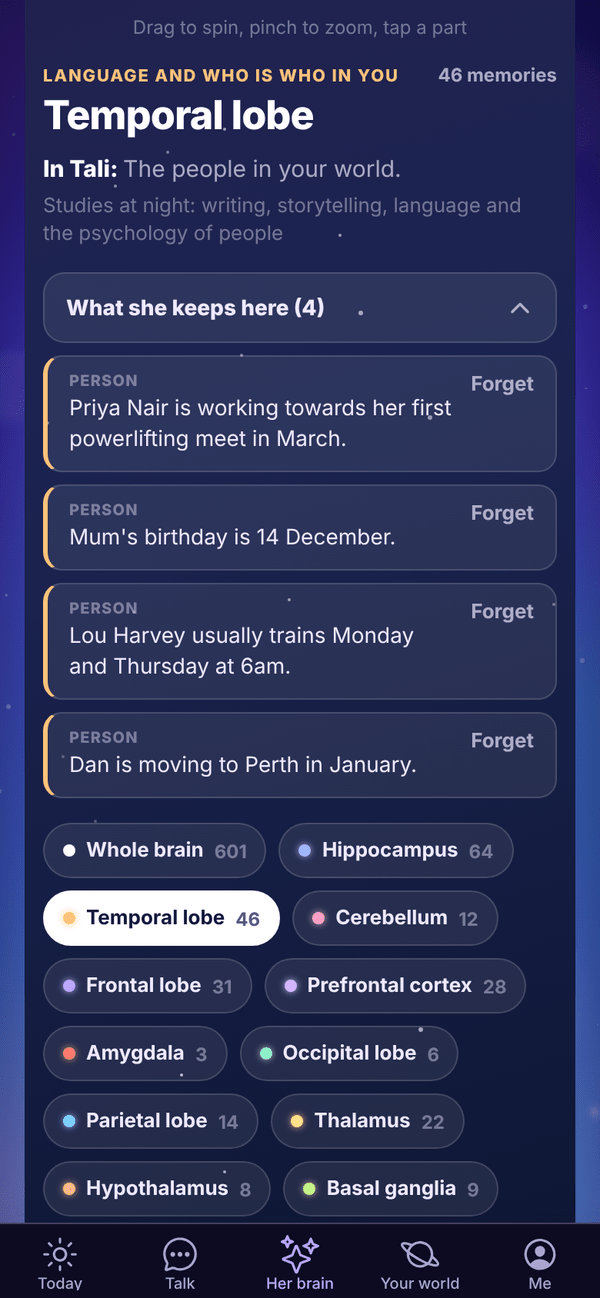 Drag to spin, pinch to zoom, tap a part
LANGUAGE AND WHO IS WHO IN YOU 46 memories
Temporal lobe
In Tali: The people in your world.
Studies at night: writing, storytelling, language and
the psychology of people
What she keeps here (4)
PERSON
Forget
Priya Nair is working towards her first
powerlifting meet in March.
PERSON
Forget
Mum's birthday is 14 December.
PERSON
Forget
Lou Harvey usually trains Monday
and Thursday at 6am.
PERSON
Forget
Dan is moving to Perth in January.
Whole brain 601 Hippocampus 64
Temporal lobe 46 Cerebellum 12
Frontal lobe 31 Prefrontal cortex 28
Amygdala 3 Occipital lobe 6
Parietal lobe 14 Thalamus 22
Hypothalamus 8 Basal ganglia 9
Today Talk Her brain Your world Me